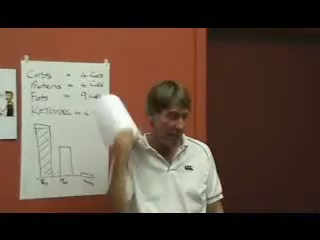 Carbs = 4 Cals
Proteins = 4 Cals
Fats = 9 Cals
KETONES = 4